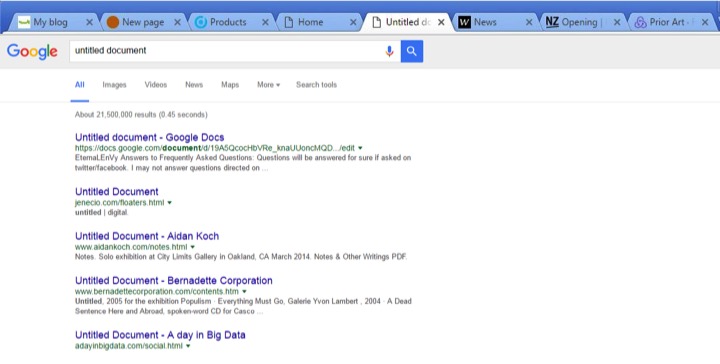 My blog New page Products Home Untitled d W News NZ Opening | Prior Art -
Google untitled document
All Images Videos News Maps More Search tools
About 21,500,000 results (0.45 seconds)
Untitled document - Google Docs
https://docs.google.com/document/d/19A5QcocHbVRe_knaUUoncMQD.../edit
EternaLEnVy Answers to Frequently Asked Questions: Questions will be answered for sure if asked on
twitter/facebook. I may not answer questions directed on ...
Untitled Document
jenecio.com/floaters.html
untitled | digital.
Untitled Document - Aidan Koch
www.aidankoch.com/notes.html
Notes. Solo exhibition at City Limits Gallery in Oakland, CA March 2014. Notes & Other Writings PDF.
Untitled Document - Bernadette Corporation
www.bernadettecorporation.com/contents.htm
Untitled, 2005 for the exhibition Populism · Everything Must Go, Galerie Yvon Lambert , 2004 · A Dead
Sentence Here and Abroad, spoken-word CD for Casco ...
Untitled Document - A day in Big Data
adayinbigdata.com/social.html